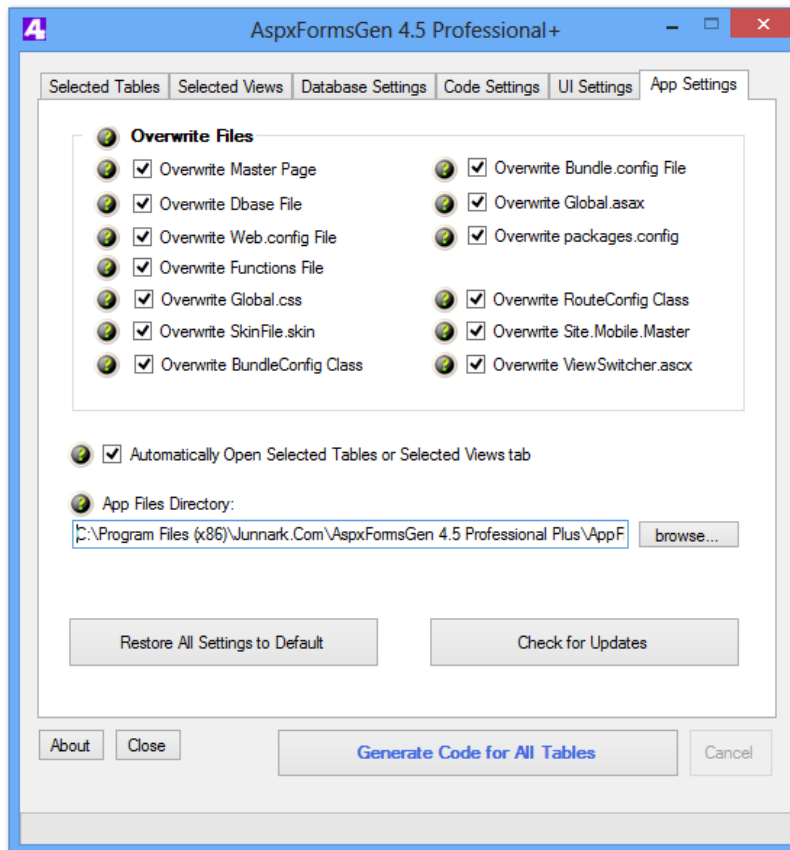 4 AspxFormsGen 4.5 Professional+
Selected Tables Selected Views Database Settings Code Settings UI Settings App Settings
Overwrite Files
Overwrite Master Page Overwrite Bundle.config File
Overwrite Dbase File Overwrite Global.asax
Overwrite Web.config File Overwrite packages.config
Overwrite Functions File
Overwrite Global.css Overwrite RouteConfig Class
Overwrite SkinFile.skin Overwrite Site.Mobile.Master
Overwrite BundleConfig Class Overwrite ViewSwitcher.ascx
Automatically Open Selected Tables or Selected Views tab
App Files Directory:
C:\Program Files (x86)\Junnark.Com\AspxFormsGen 4.5 Professional Plus\AppF browse...
Restore All Settings to Default Check for Updates
About Close Generate Code for All Tables Cancel